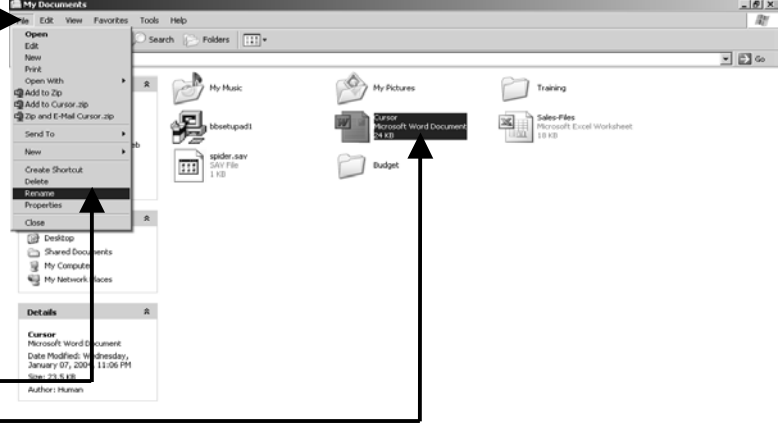 My Documents
File Edit View Favorites Tools Help
Search Folders
Go
Open
Edit
New
Print
Open With
Add to Zip
Add to Cursor.zip
Zip and E-Mail Cursor.zip
Send To
New
Create Shortcut
Delete
Rename
Properties
Close
Desktop
Shared Documents
My Computer
My Network Places
Details
Cursor
Microsoft Word Document
Date Modified: Wednesday,
January 07, 2004, 11:06 PM
Size: 23.5 KB
Author: Human
My Music
My Pictures
Training
bbsetupad1
Cursor
Microsoft Word Document
24 KB
Sales-Files
Microsoft Excel Worksheet
18 KB
spider.sav
SAV File
1 KB
Budget